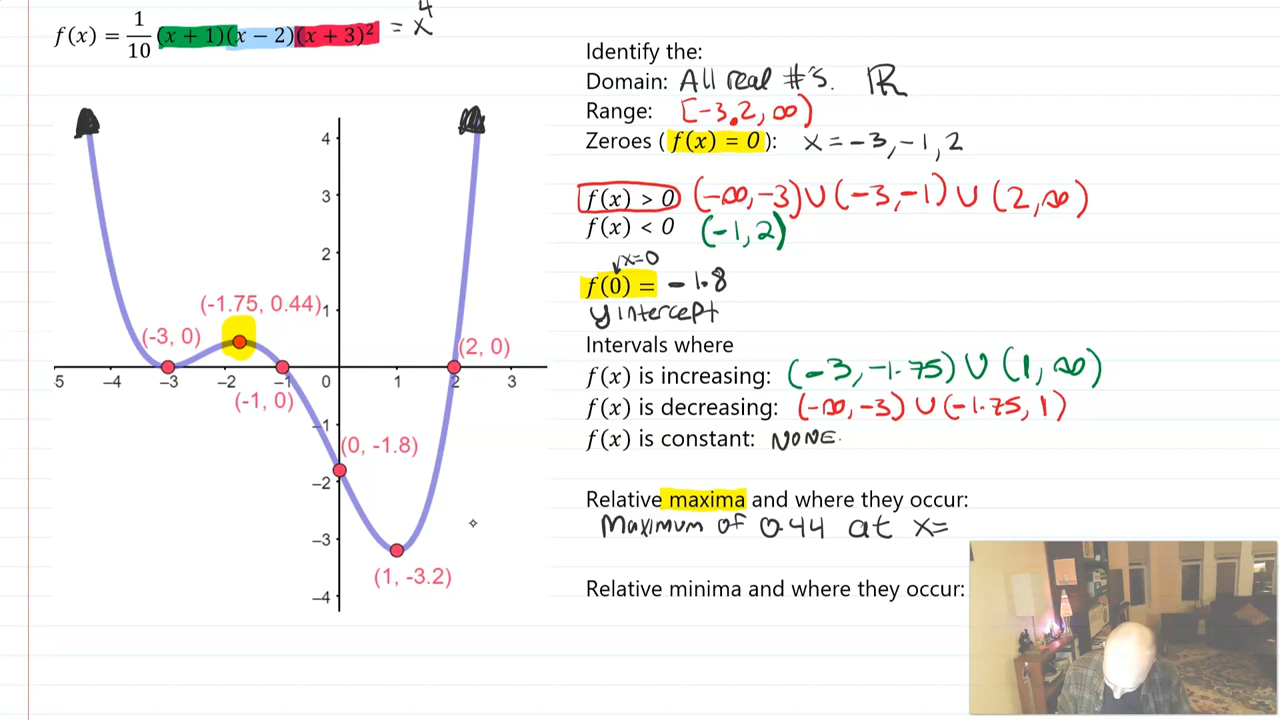 f(x) = 1/10 (x + 1)(x − 2)(x + 3)² = x⁴
Identify the:
Domain: All real #'s. ℝ
Range: [-3.2, ∞)
Zeroes ( f(x) = 0 ): x = -3, -1, 2
f(x) > 0 (-∞, -3) ∪ (-3, -1) ∪ (2, ∞)
f(x) < 0 (-1, 2)
x=0
f(0) = -1.8
y intercept
Intervals where
f(x) is increasing: (-3, -1.75) ∪ (1, ∞)
f(x) is decreasing: (-∞, -3) ∪ (-1.75, 1)
f(x) is constant: NONE.
Relative maxima and where they occur:
Maximum of 0.44 at x=
Relative minima and where they occur:
4
3
2
(-1.75, 0.44)
1
(-3, 0)
(2, 0)
5 −4 −3 −2 −1 0 1 2 3
(-1, 0)
−1
(0, -1.8)
−2
−3
(1, -3.2)
−4